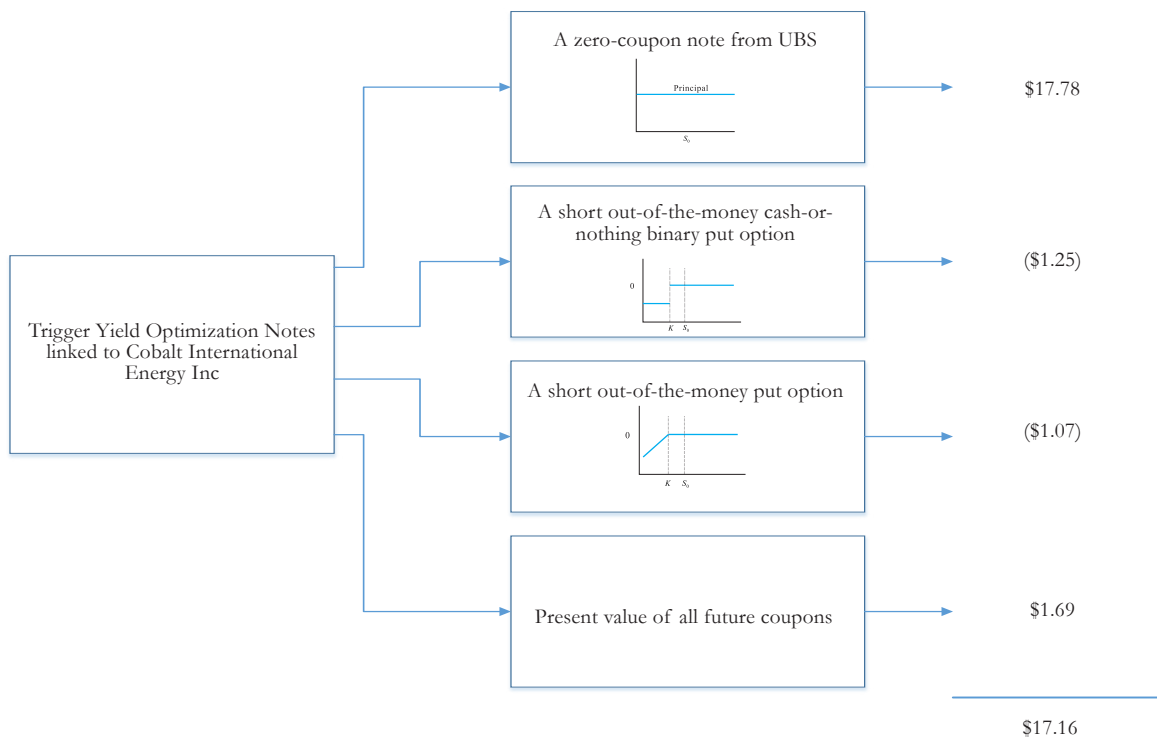 A zero-coupon note from UBS
Principal
S₀
$17.78
A short out-of-the-money cash-or-
nothing binary put option
0
K
S₀
($1.25)
Trigger Yield Optimization Notes
linked to Cobalt International
Energy Inc
A short out-of-the-money put option
0
K
S₀
($1.07)
Present value of all future coupons
$1.69
$17.16